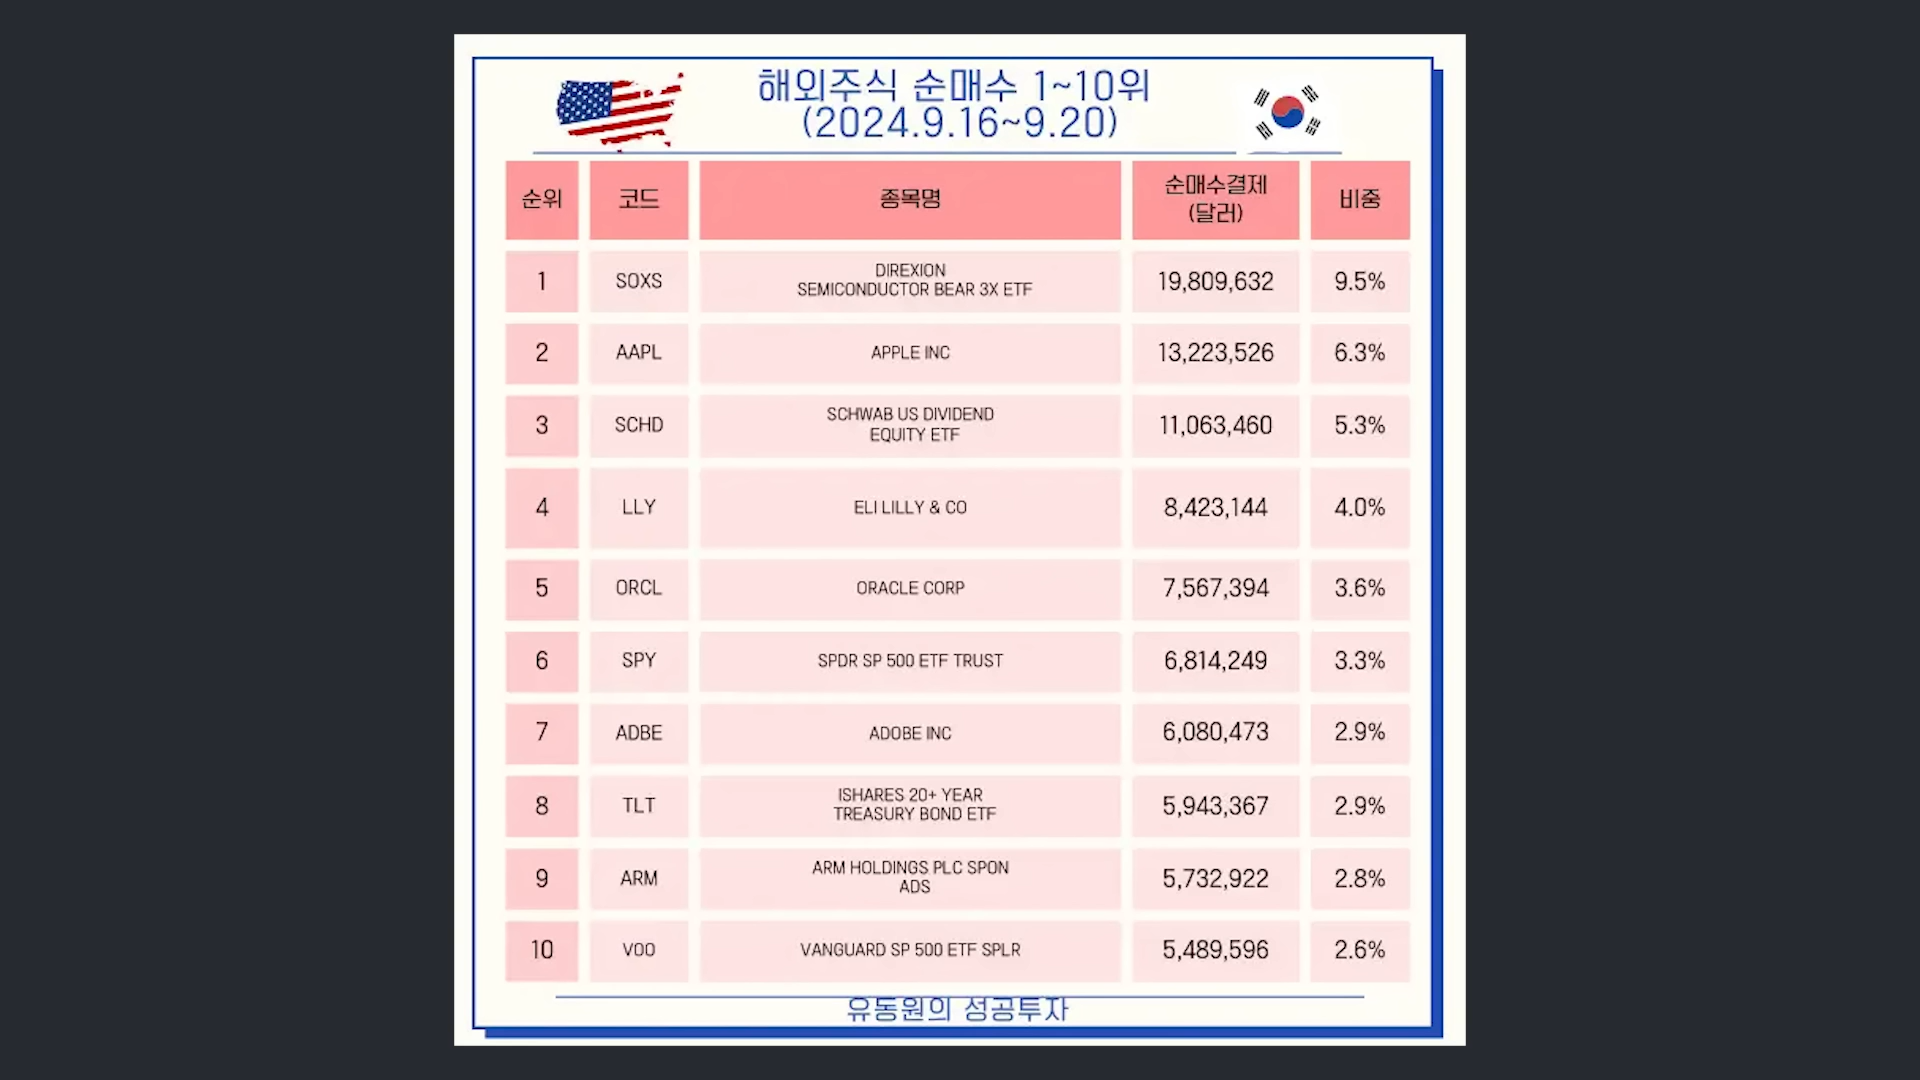 해외주식 순매수 1~10위
(2024.9.16~9.20)
순위 코드 종목명 순매수결제 (달러) 비중
1 SOXS DIREXION SEMICONDUCTOR BEAR 3X ETF 19,809,632 9.5%
2 AAPL APPLE INC 13,223,526 6.3%
3 SCHD SCHWAB US DIVIDEND EQUITY ETF 11,063,460 5.3%
4 LLY ELI LILLY & CO 8,423,144 4.0%
5 ORCL ORACLE CORP 7,567,394 3.6%
6 SPY SPDR SP 500 ETF TRUST 6,814,249 3.3%
7 ADBE ADOBE INC 6,080,473 2.9%
8 TLT ISHARES 20+ YEAR TREASURY BOND ETF 5,943,367 2.9%
9 ARM ARM HOLDINGS PLC SPON ADS 5,732,922 2.8%
10 VOO VANGUARD SP 500 ETF SPLR 5,489,596 2.6%
유동원의 성공투자